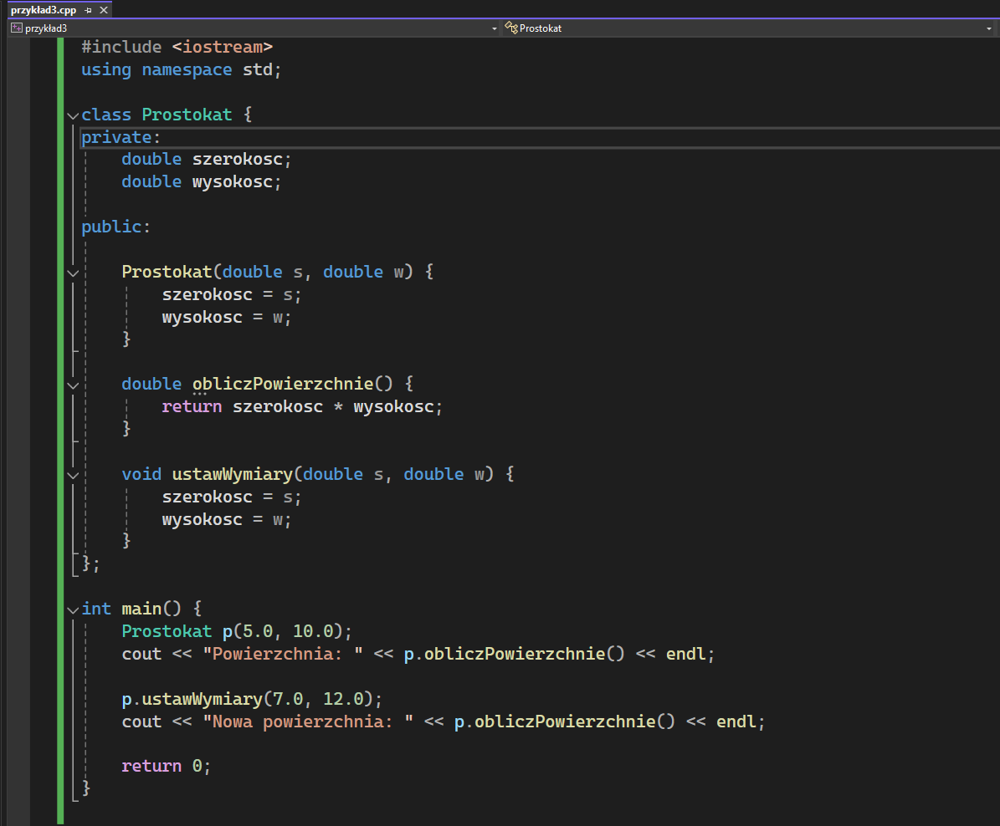 przykład3.cpp
przykład3 Prostokat
#include <iostream>
using namespace std;
class Prostokat {
private:
double szerokosc;
double wysokosc;
public:
Prostokat(double s, double w) {
szerokosc = s;
wysokosc = w;
}
double obliczPowierzchnie() {
return szerokosc * wysokosc;
}
void ustawWymiary(double s, double w) {
szerokosc = s;
wysokosc = w;
}
};
int main() {
Prostokat p(5.0, 10.0);
cout << "Powierzchnia: " << p.obliczPowierzchnie() << endl;
p.ustawWymiary(7.0, 12.0);
cout << "Nowa powierzchnia: " << p.obliczPowierzchnie() << endl;
return 0;
}